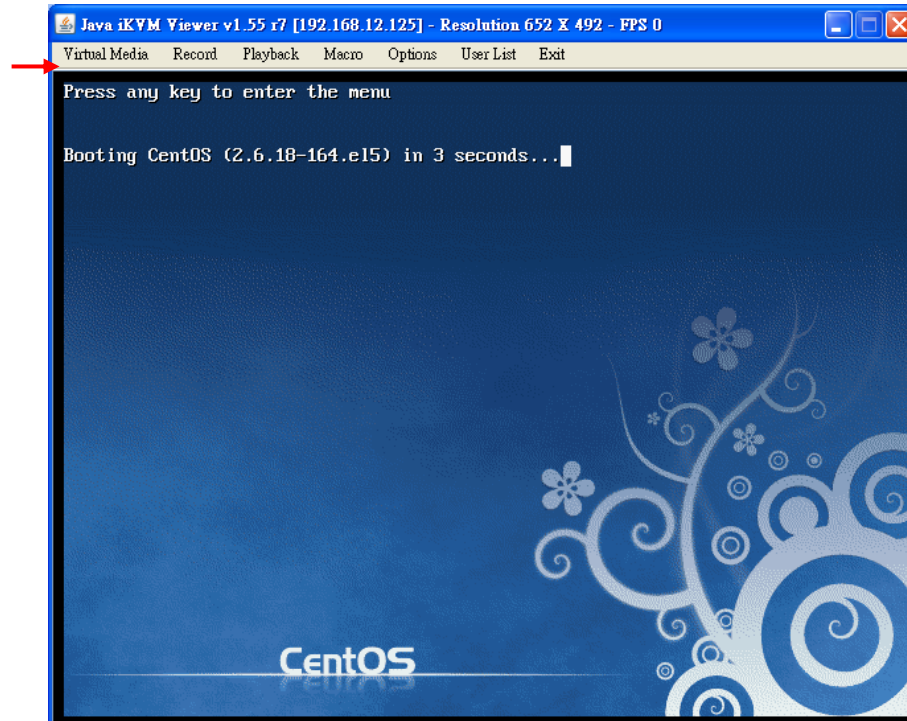 Java iKVM Viewer v1.55 r7 [192.168.12.125] - Resolution 652 X 492 - FPS 0
Virtual Media Record Playback Macro Options User List Exit
Press any key to enter the menu
Booting CentOS (2.6.18-164.el5) in 3 seconds...
CentOS